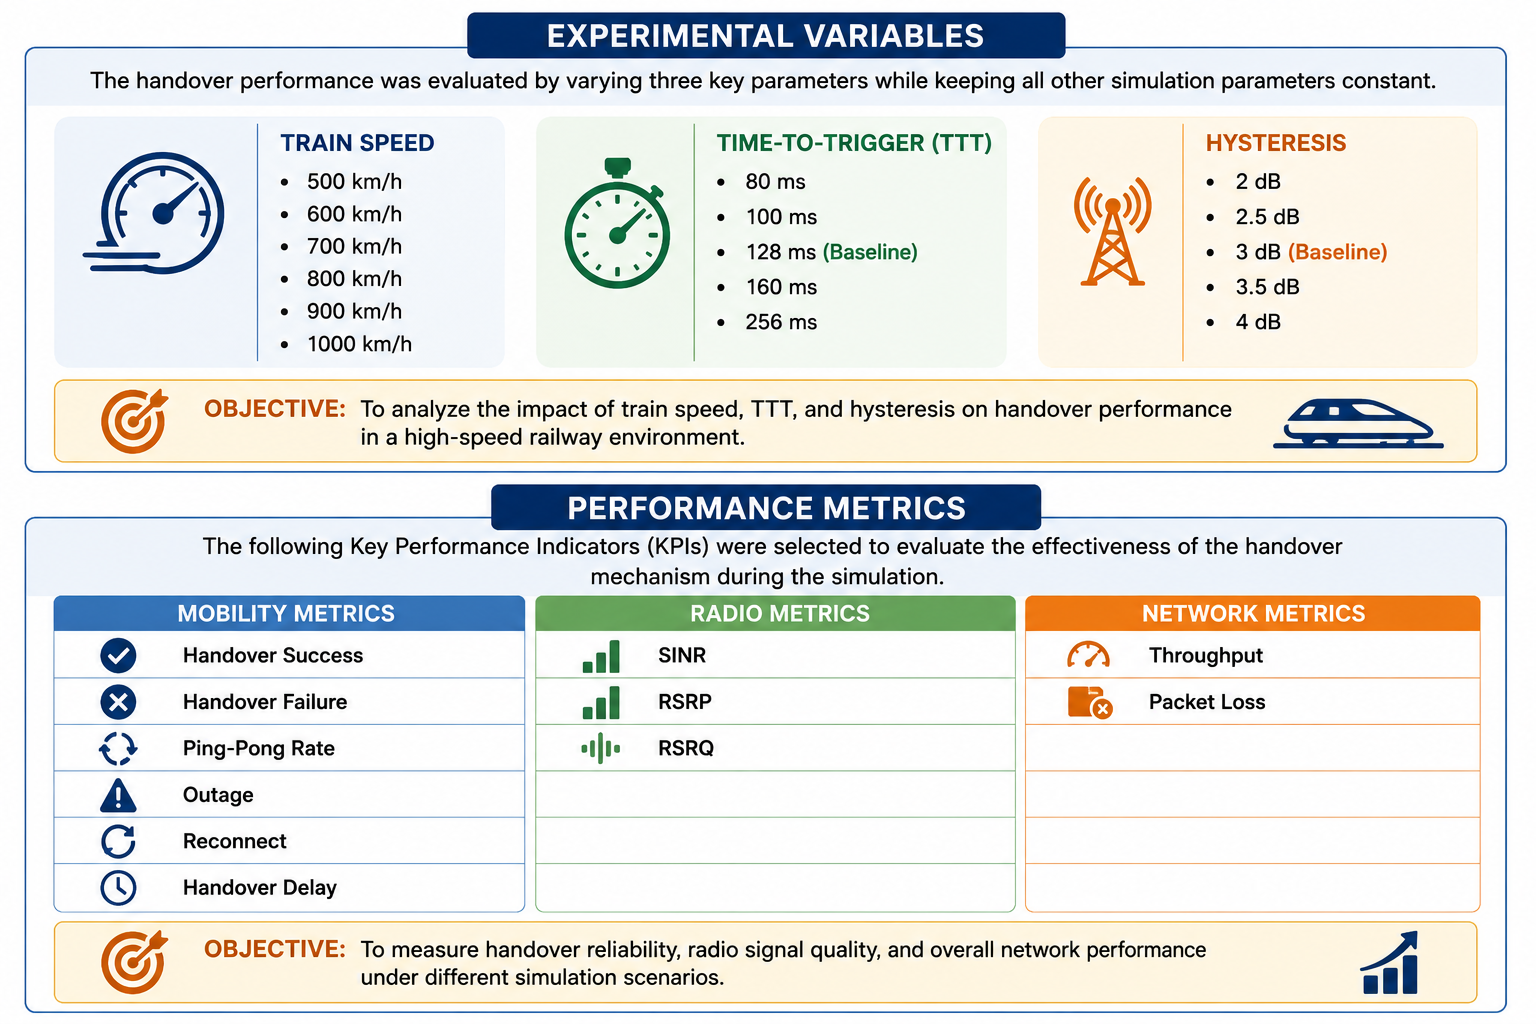 EXPERIMENTAL VARIABLES
The handover performance was evaluated by varying three key parameters while keeping all other simulation parameters constant.
TRAIN SPEED
• 500 km/h
• 600 km/h
• 700 km/h
• 800 km/h
• 900 km/h
• 1000 km/h
TIME-TO-TRIGGER (TTT)
• 80 ms
• 100 ms
• 128 ms (Baseline)
• 160 ms
• 256 ms
HYSTERESIS
• 2 dB
• 2.5 dB
• 3 dB (Baseline)
• 3.5 dB
• 4 dB
OBJECTIVE: To analyze the impact of train speed, TTT, and hysteresis on handover performance
in a high-speed railway environment.
PERFORMANCE METRICS
The following Key Performance Indicators (KPIs) were selected to evaluate the effectiveness of the handover
mechanism during the simulation.
MOBILITY METRICS
Handover Success
Handover Failure
Ping-Pong Rate
Outage
Reconnect
Handover Delay
RADIO METRICS
SINR
RSRP
RSRQ
NETWORK METRICS
Throughput
Packet Loss
OBJECTIVE: To measure handover reliability, radio signal quality, and overall network performance
under different simulation scenarios.